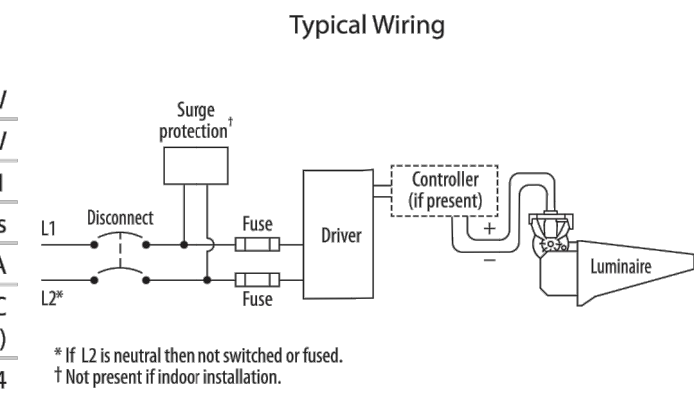 Typical Wiring
V
V
s
A
C
)
4
Surge
protection†
Controller
(if present)
L1
Disconnect
Fuse
+
Driver
−
Luminaire
L2*
Fuse
* If L2 is neutral then not switched or fused.
† Not present if indoor installation.